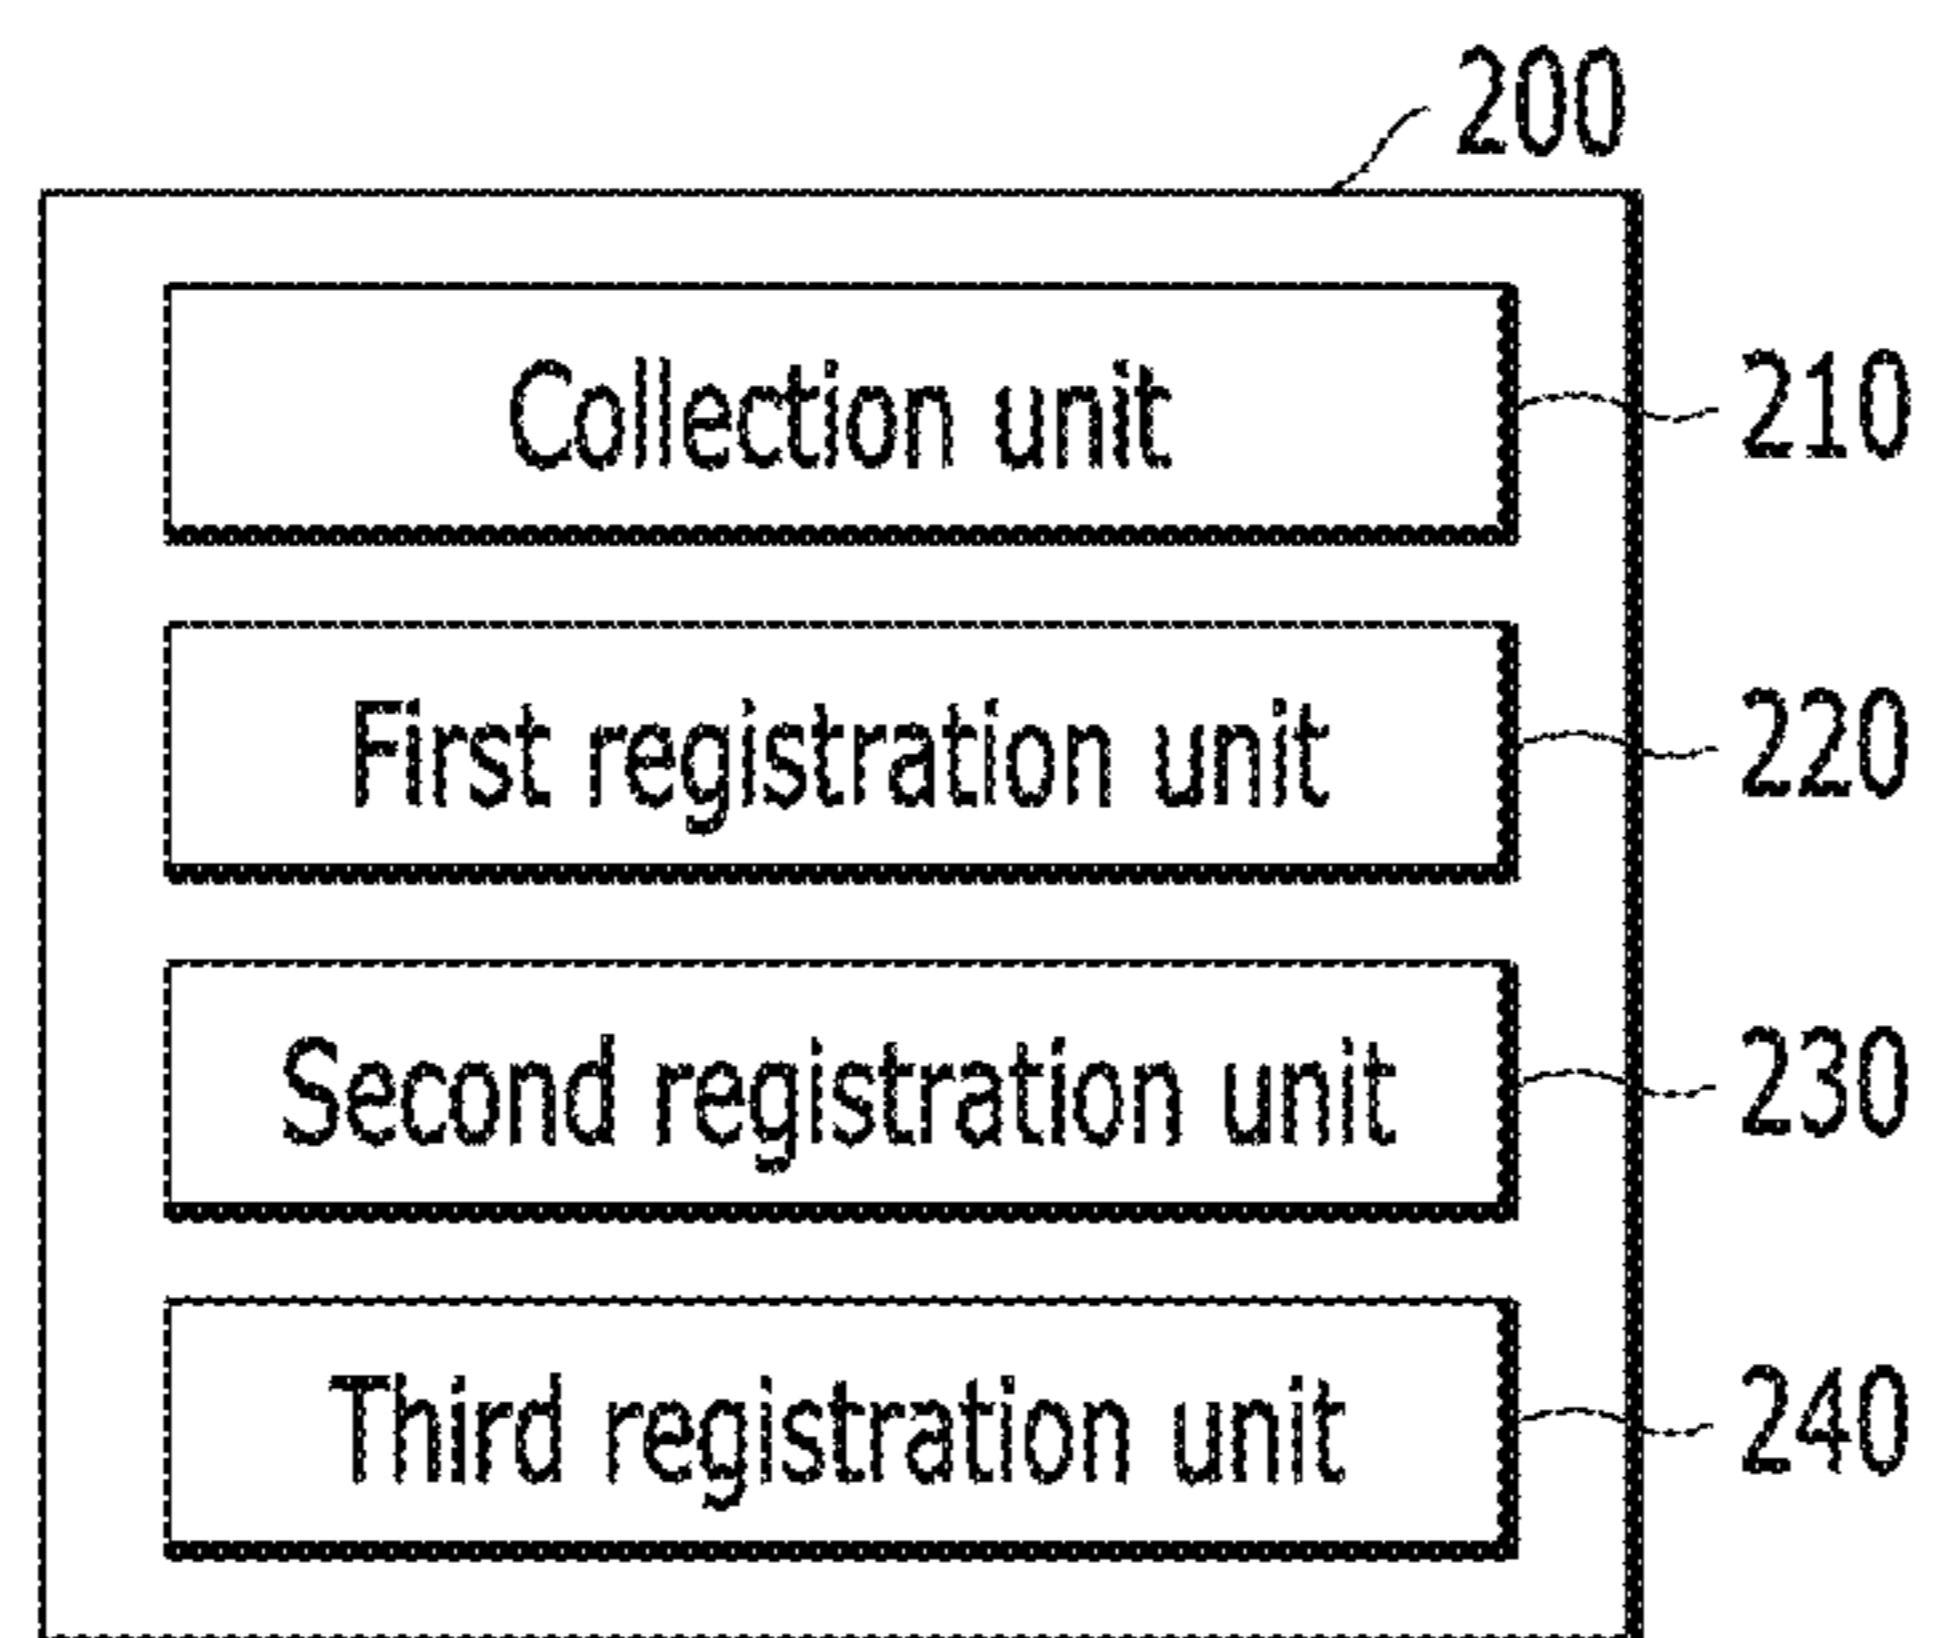 200
Collection unit 210
First registration unit 220
Second registration unit 230
Third registration unit 240